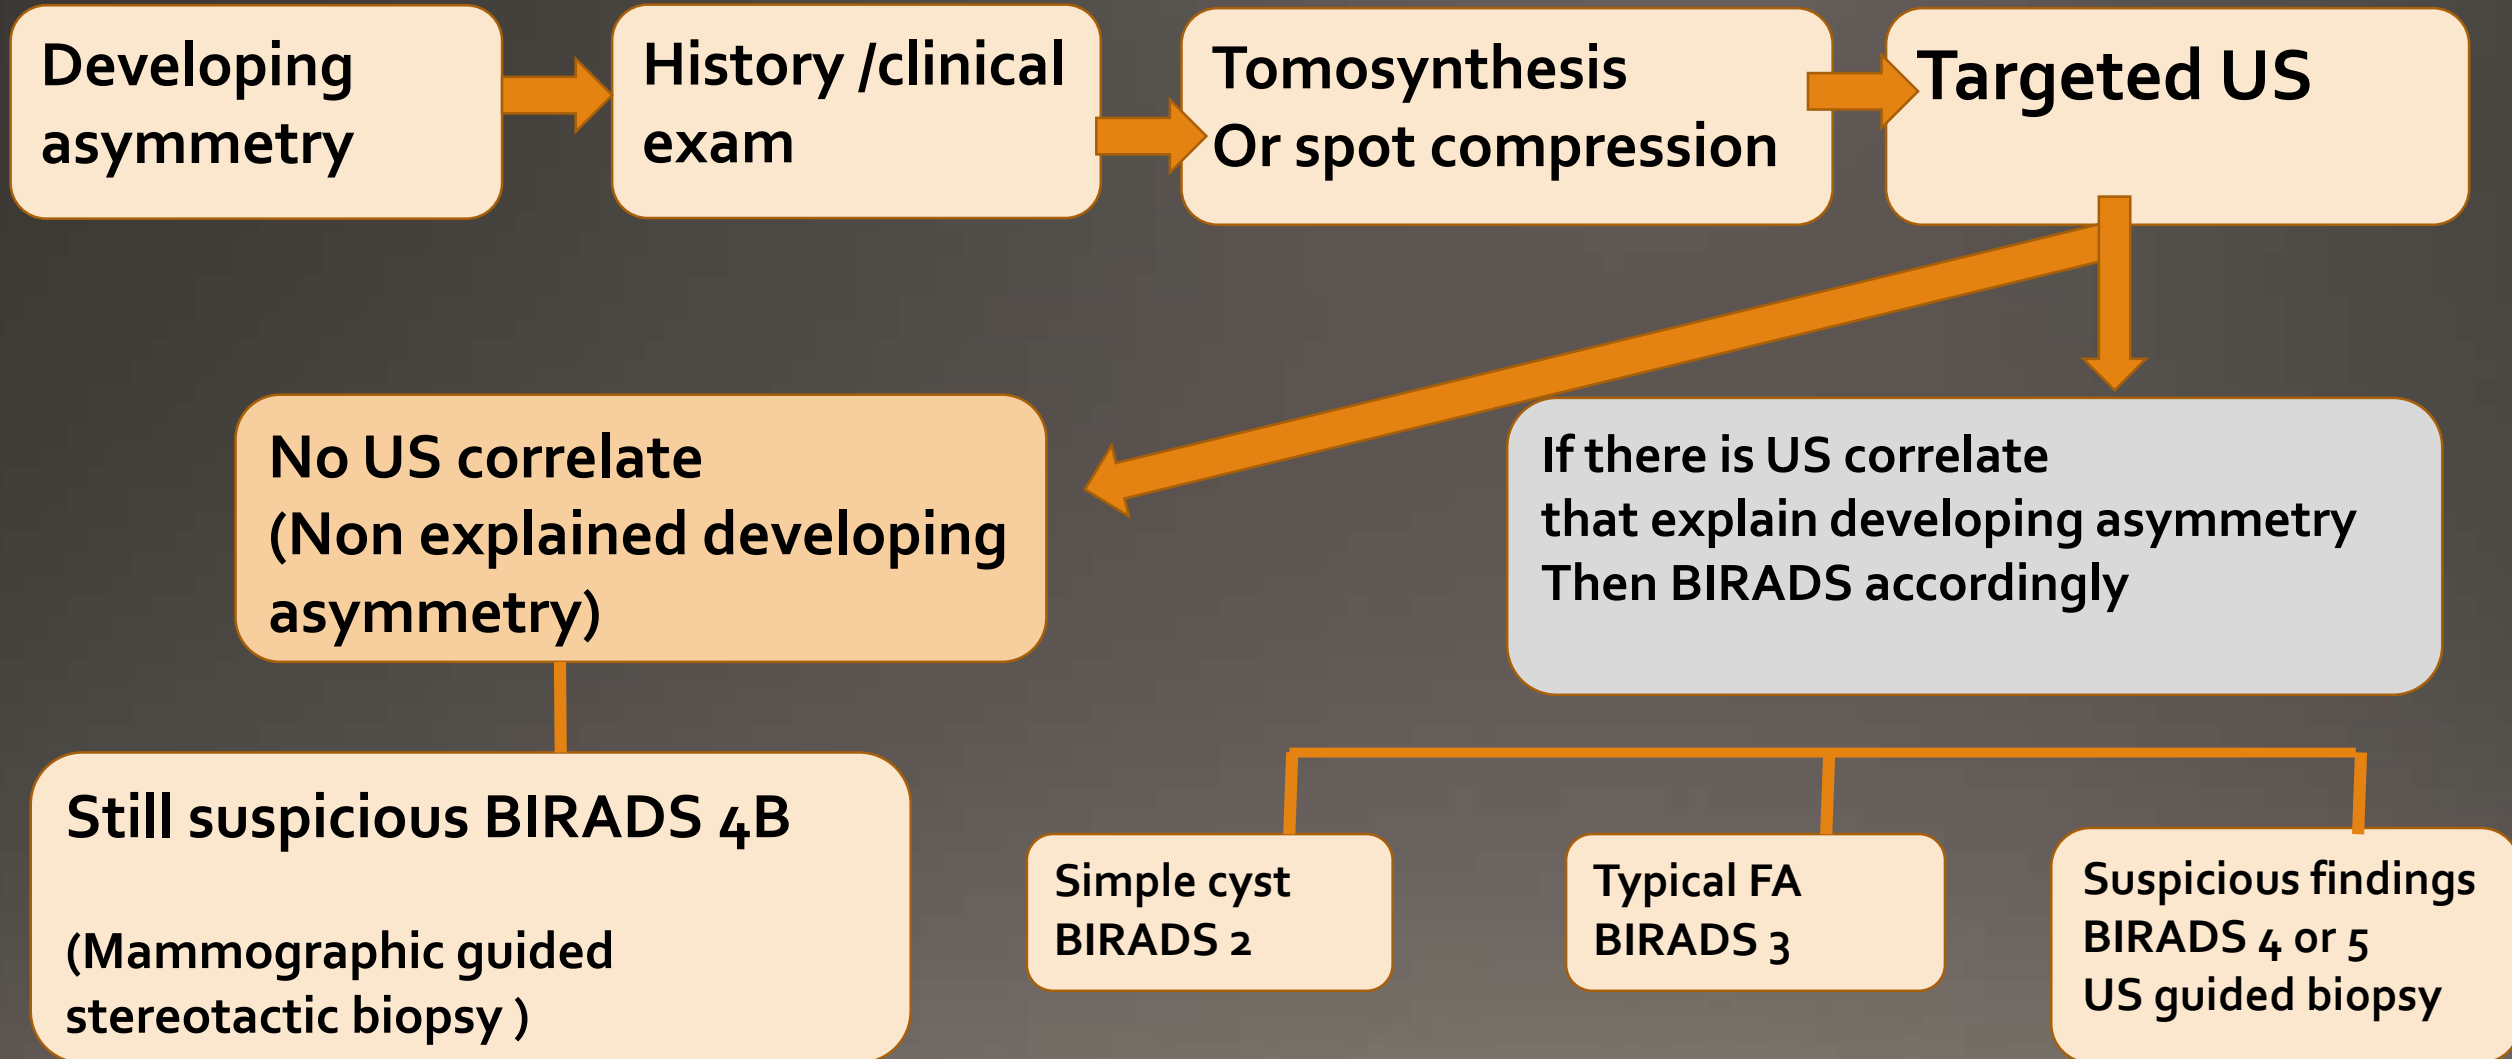 Developing
asymmetry
History /clinical
exam
Tomosynthesis
Or spot compression
Targeted US
No US correlate
(Non explained developing
asymmetry)
If there is US correlate
that explain developing asymmetry
Then BIRADS accordingly
Still suspicious BIRADS 4B
(Mammographic guided
stereotactic biopsy )
Simple cyst
BIRADS 2
Typical FA
BIRADS 3
Suspicious findings
BIRADS 4 or 5
US guided biopsy